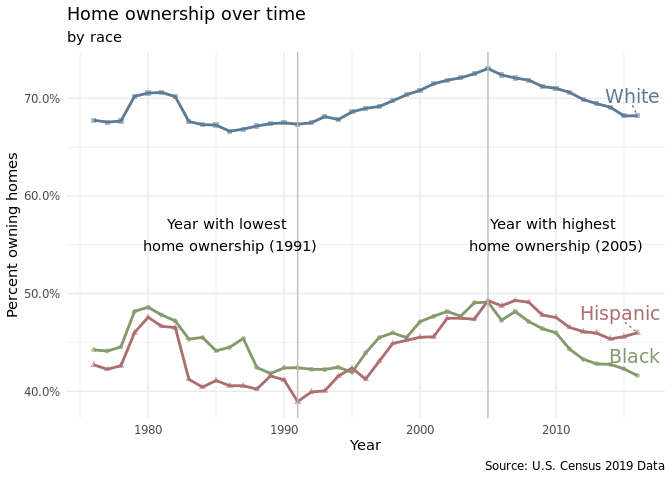 Home ownership over time
by race
Percent owning homes
70.0%
60.0%
50.0%
40.0%
White
Year with lowest
home ownership (1991)
Year with highest
home ownership (2005)
Hispanic
Black
1980
1990
2000
2010
Year
Source: U.S. Census 2019 Data